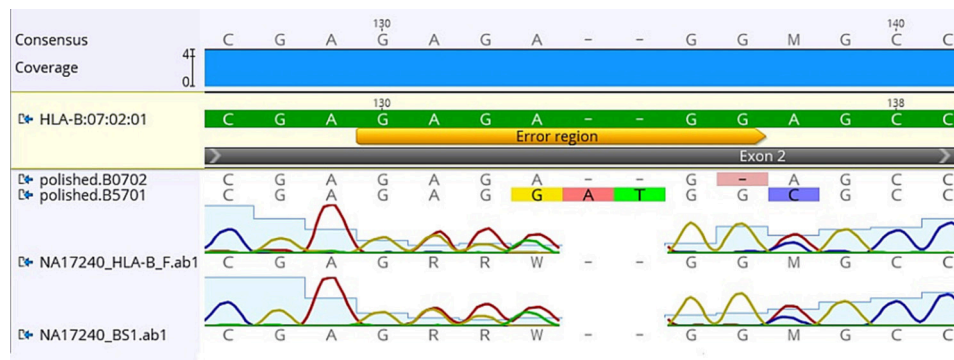 130 140
Consensus C G A G A G A - - G G M G C C
Coverage 4 0
130 138
HLA-B:07:02:01 C G A G A G A - - G G A G C C
Error region
Exon 2
polished.B0702 C G A G A G A - - G - A G C C
polished.B5701 C G A G A G G A T G G C G C C
NA17240_HLA-B_F.ab1 C G A G R R W - - G G M G C C
NA17240_BS1.ab1 C G A G R R W - - G G M G C C